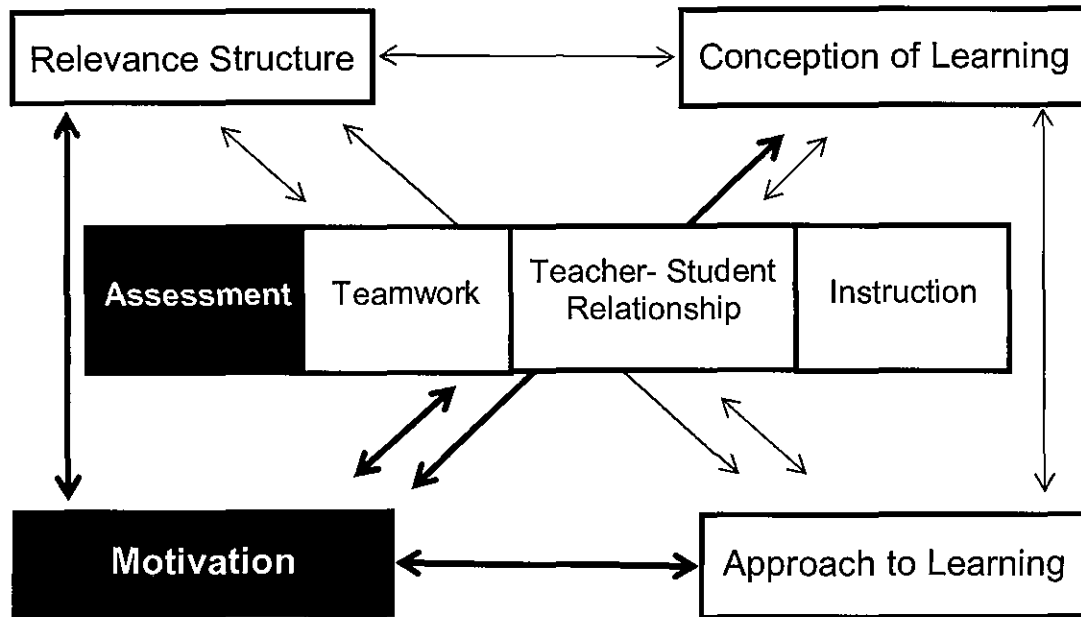 Relevance Structure
Conception of Learning
Assessment
Teamwork
Teacher- Student
Relationship
Instruction
Motivation
Approach to Learning